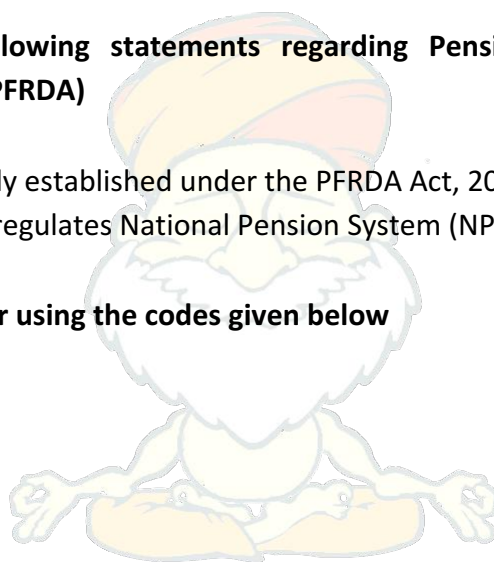 lowing statements regarding Pensi
PFRDA)
ly established under the PFRDA Act, 20
regulates National Pension System (NP
r using the codes given below